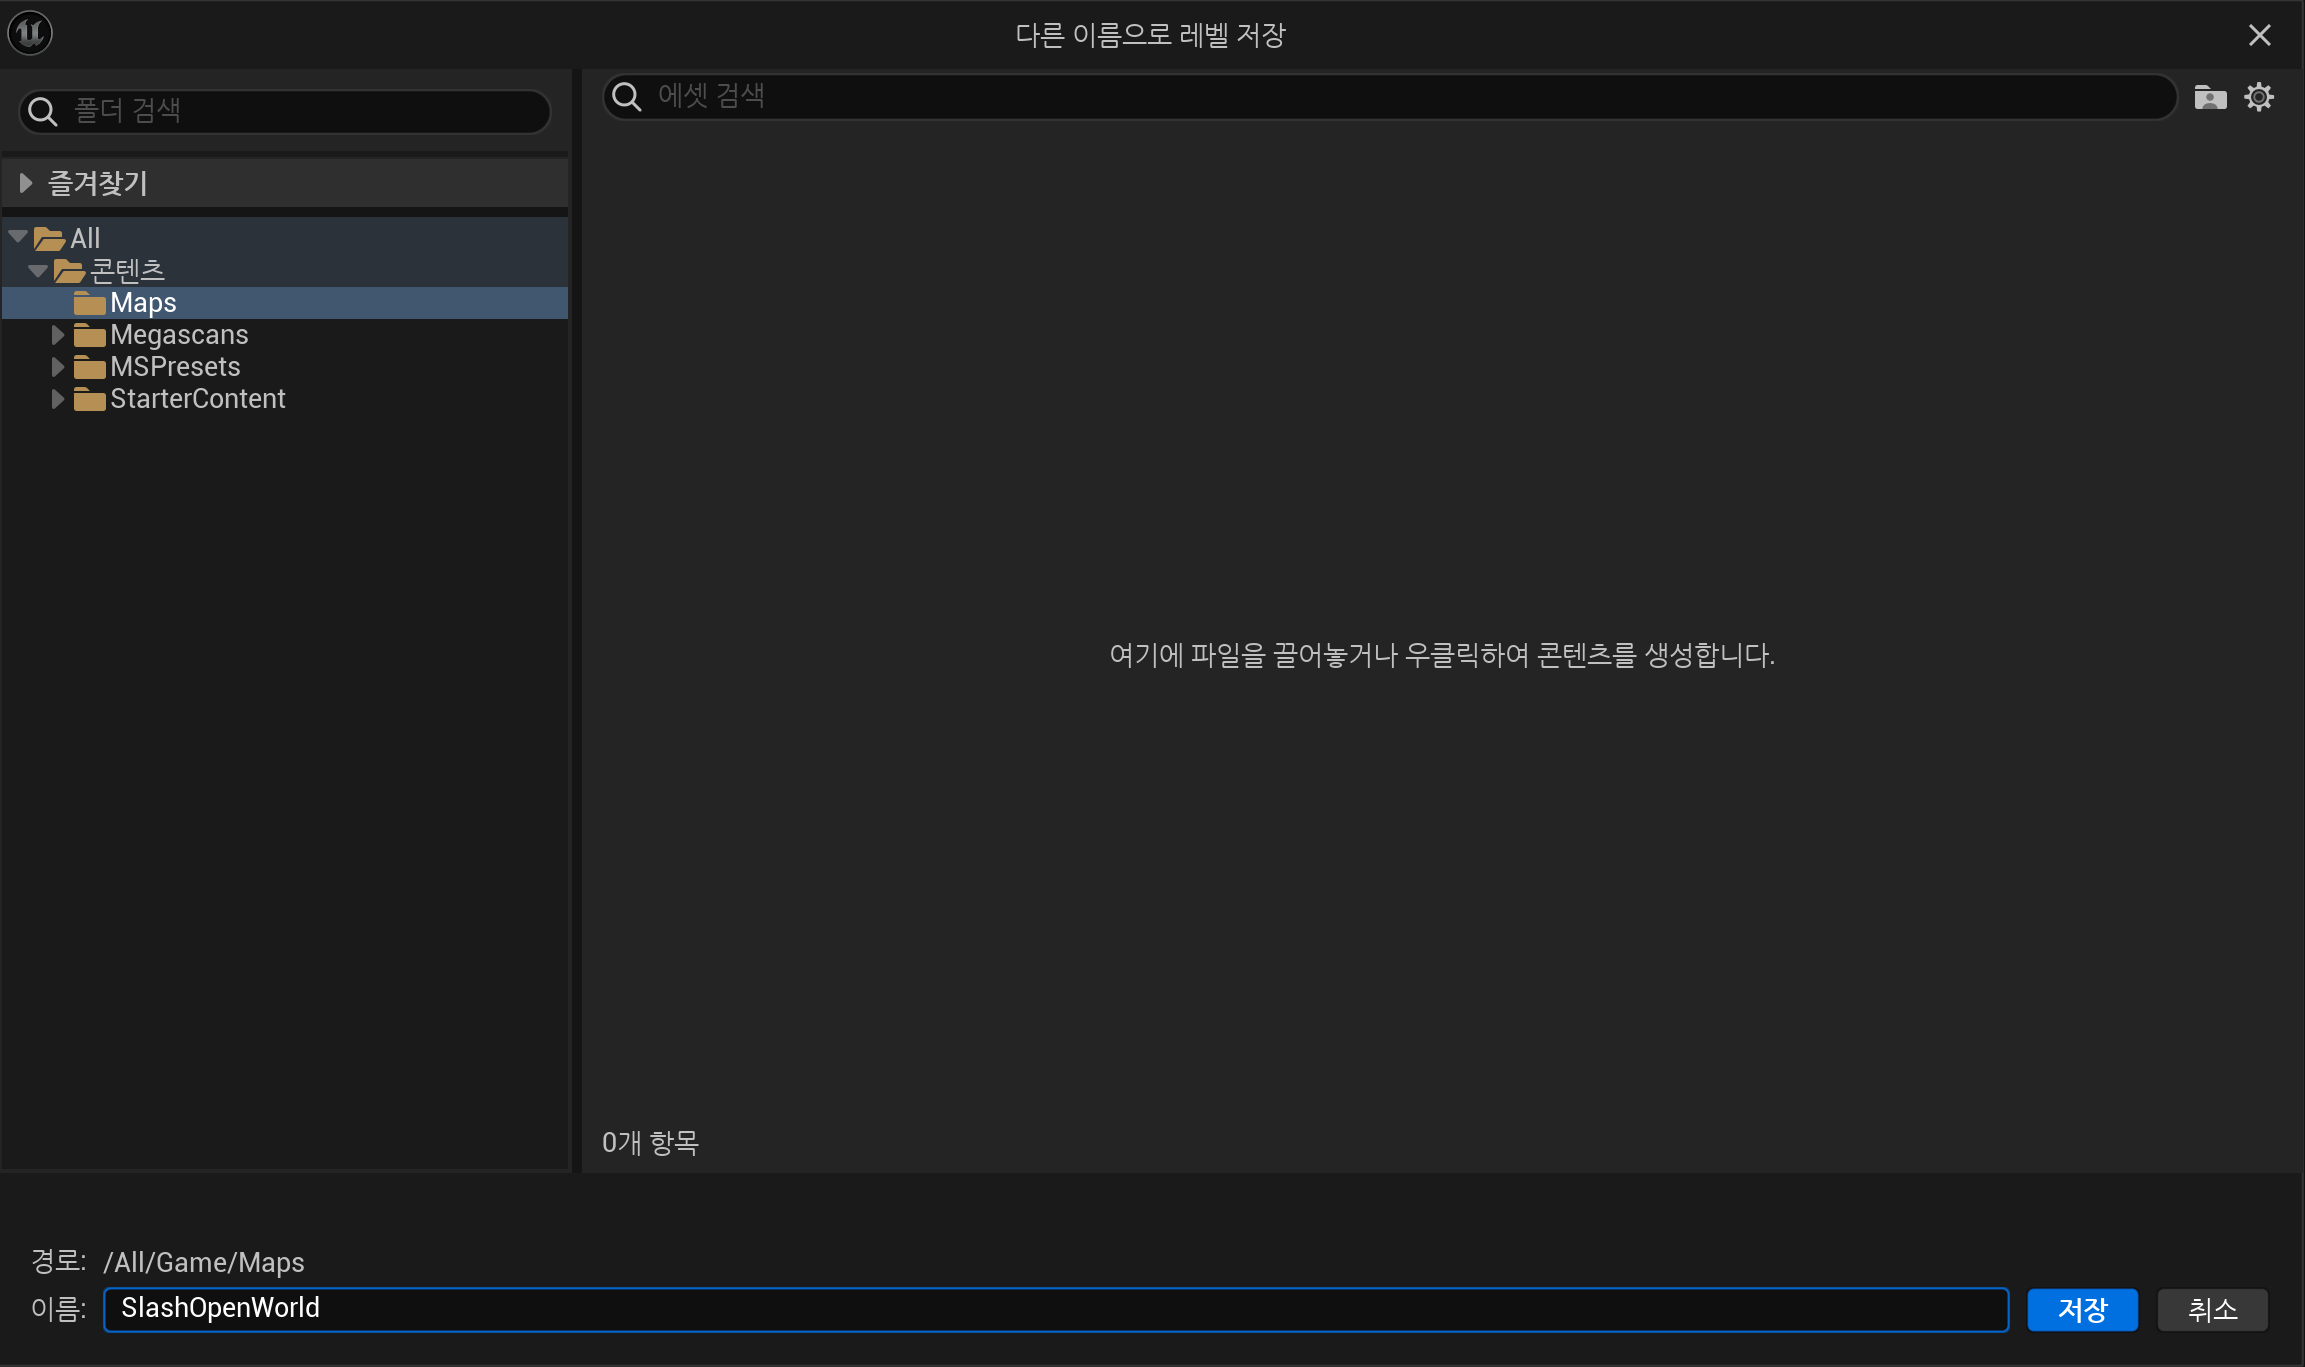 다른 이름으로 레벨 저장
폴더 검색
에셋 검색
즐겨찾기
All
콘텐츠
Maps
Megascans
MSPresets
StarterContent
여기에 파일을 끌어놓거나 우클릭하여 콘텐츠를 생성합니다.
0개 항목
경로: /All/Game/Maps
이름: SlashOpenWorld
저장 취소